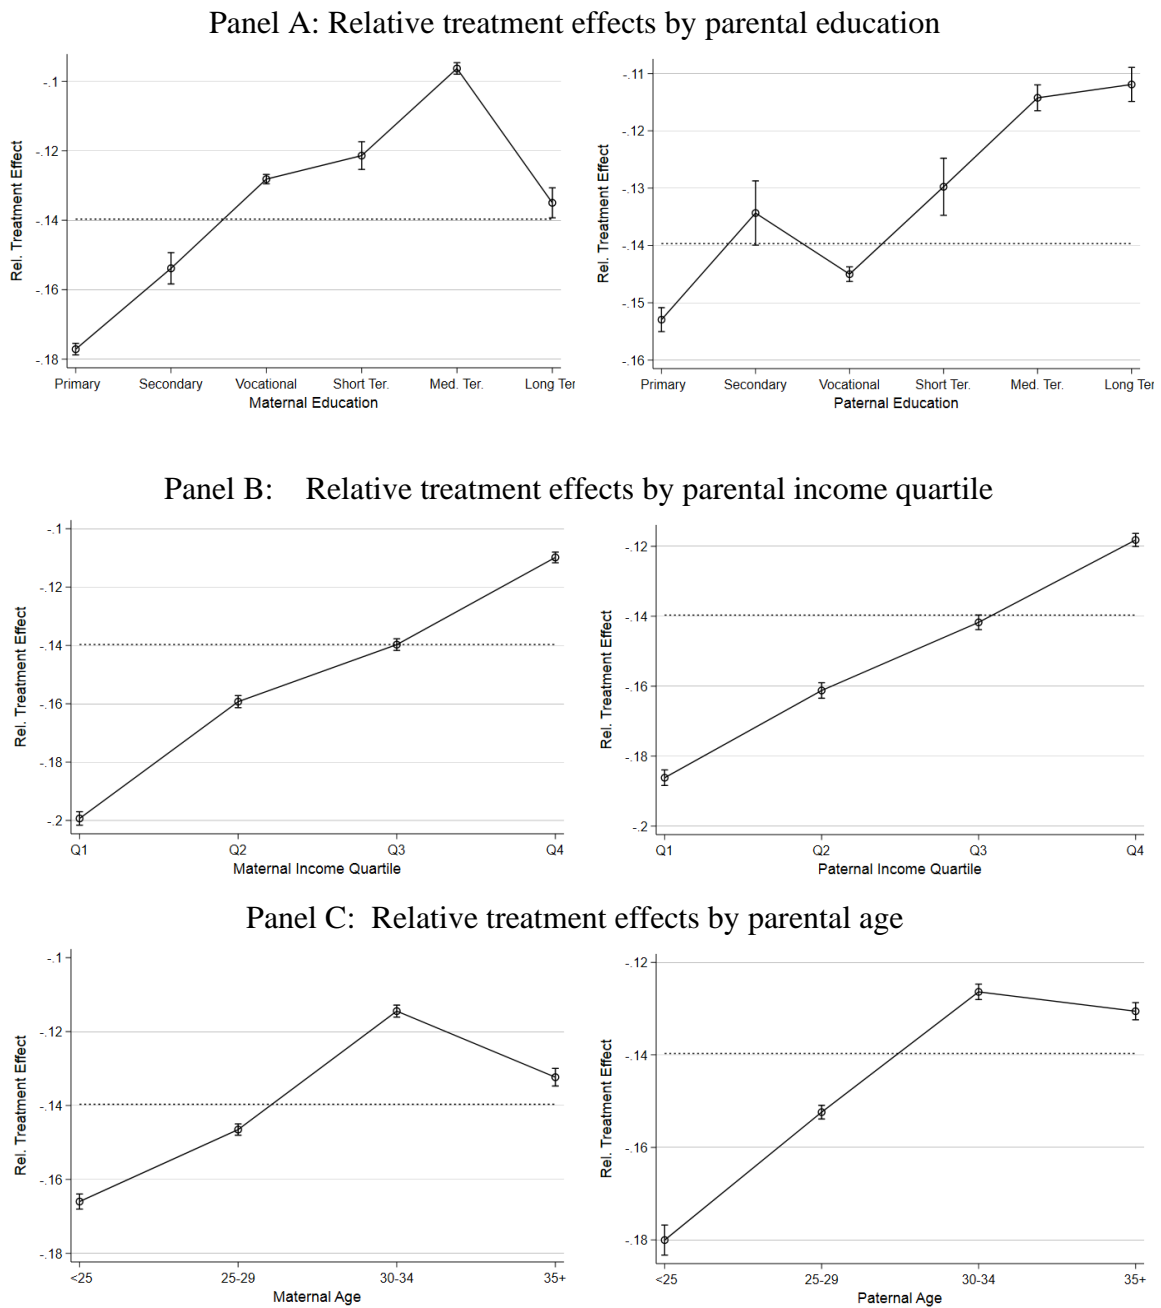 Panel A: Relative treatment effects by parental education
Rel. Treatment Effect
-.1
-.12
-.14
-.16
-.18
Primary Secondary Vocational Short Ter. Med. Ter. Long Ter
Maternal Education
Rel. Treatment Effect
-.11
-.12
-.13
-.14
-.15
-.16
Primary Secondary Vocational Short Ter. Med. Ter. Long Ter
Paternal Education
Panel B: Relative treatment effects by parental income quartile
Rel. Treatment Effect
-.1
-.12
-.14
-.16
-.18
-.2
Q1 Q2 Q3 Q4
Maternal Income Quartile
Rel. Treatment Effect
-.12
-.14
-.16
-.18
-.2
Q1 Q2 Q3 Q4
Paternal Income Quartile
Panel C: Relative treatment effects by parental age
Rel. Treatment Effect
-.1
-.12
-.14
-.16
-.18
<25 25-29 30-34 35+
Maternal Age
Rel. Treatment Effect
-.12
-.14
-.16
-.18
<25 25-29 30-34 35+
Paternal Age